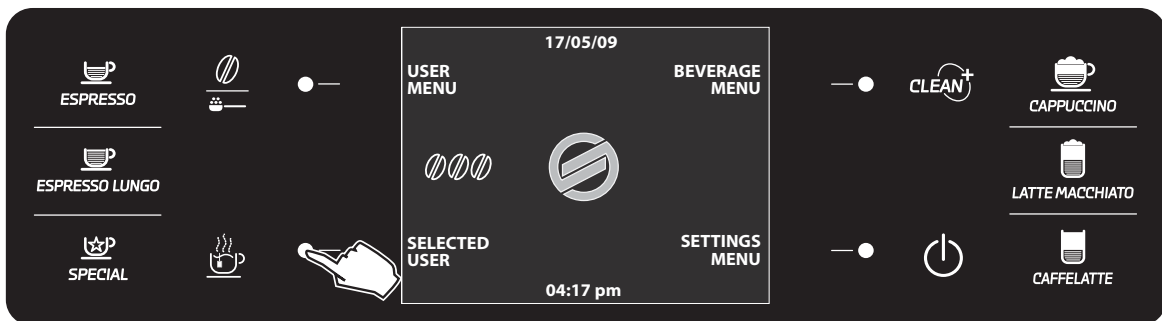 17/05/09
USER
MENU
BEVERAGE
MENU
SELECTED
USER
SETTINGS
MENU
04:17 pm
ESPRESSO
ESPRESSO LUNGO
SPECIAL
CLEAN+
CAPPUCCINO
LATTE MACCHIATO
CAFFELATTE